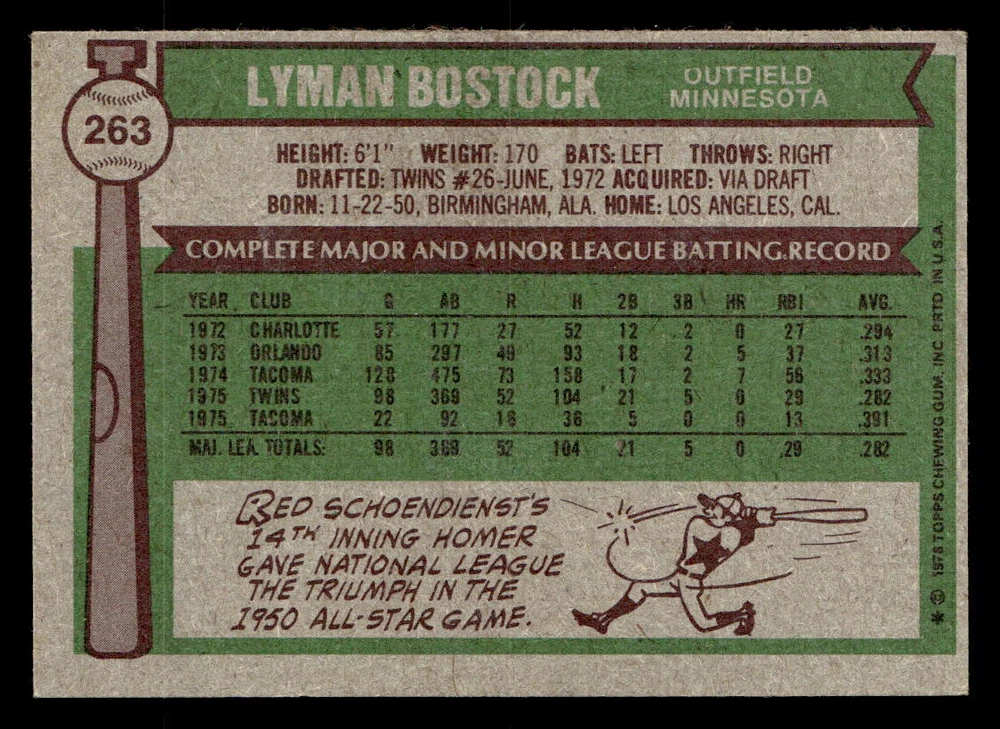 263
LYMAN BOSTOCK
OUTFIELD
MINNESOTA
HEIGHT: 6'1" WEIGHT: 170 BATS: LEFT THROWS: RIGHT
DRAFTED: TWINS #26-JUNE, 1972 ACQUIRED: VIA DRAFT
BORN: 11-22-50, BIRMINGHAM, ALA. HOME: LOS ANGELES, CAL.
COMPLETE MAJOR AND MINOR LEAGUE BATTING RECORD
YEAR CLUB G AB R H 2B 3B HR RBI AVG.
1972 CHARLOTTE 57 177 27 52 12 2 0 27 .294
1973 ORLANDO 85 297 49 93 18 2 5 37 .313
1974 TACOMA 128 475 73 158 17 2 7 56 .333
1975 TWINS 98 369 52 104 21 5 0 29 .282
1975 TACOMA 22 92 18 36 5 0 0 13 .391
MAJ. LEA. TOTALS: 98 369 52 104 21 5 0 29 .282
RED SCHOENDIENST'S
14TH INNING HOMER
GAVE NATIONAL LEAGUE
THE TRIUMPH IN THE
1950 ALL-STAR GAME.
* © 1976 TOPPS CHEWING GUM, INC PRTD IN U.S.A.